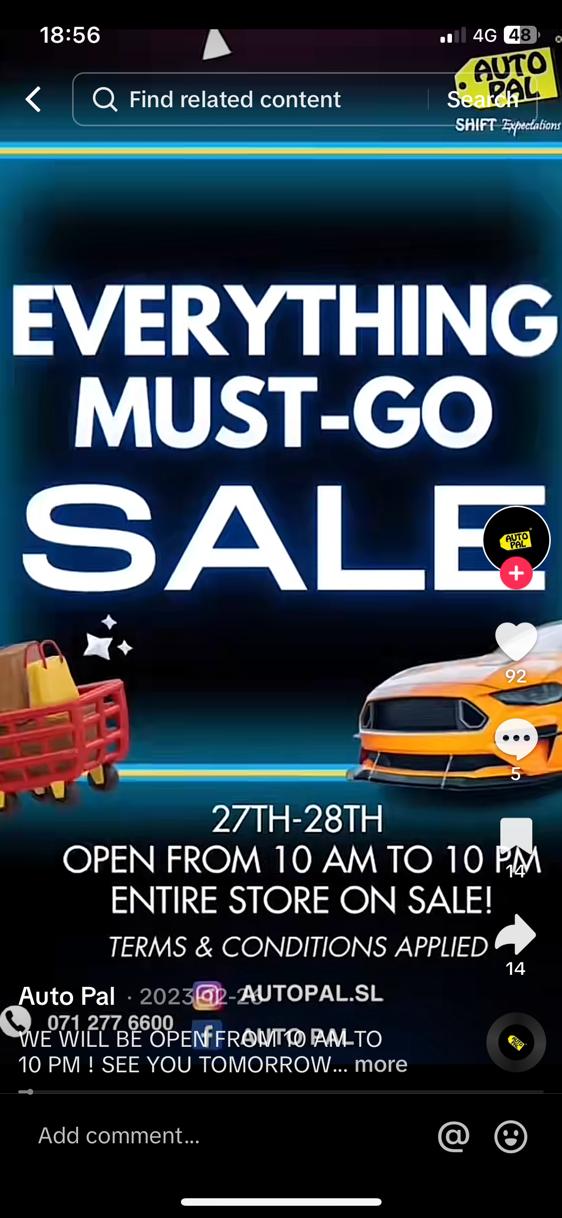 18:56
4G 48
AUTO
PAL
Find related content
Search
SHIFT Expectations
EVERYTHING
MUST-GO
SALE
AUTO
PAL
92
5
27TH-28TH
OPEN FROM 10 AM TO 10 PM
14
ENTIRE STORE ON SALE!
TERMS & CONDITIONS APPLIED
14
Auto Pal · 2023-12-26
AUTOPAL.SL
071 277 6600
AUTO PAL
WE WILL BE OPEN FROM 10 AM TO
10 PM ! SEE YOU TOMORROW... more
Add comment...
@